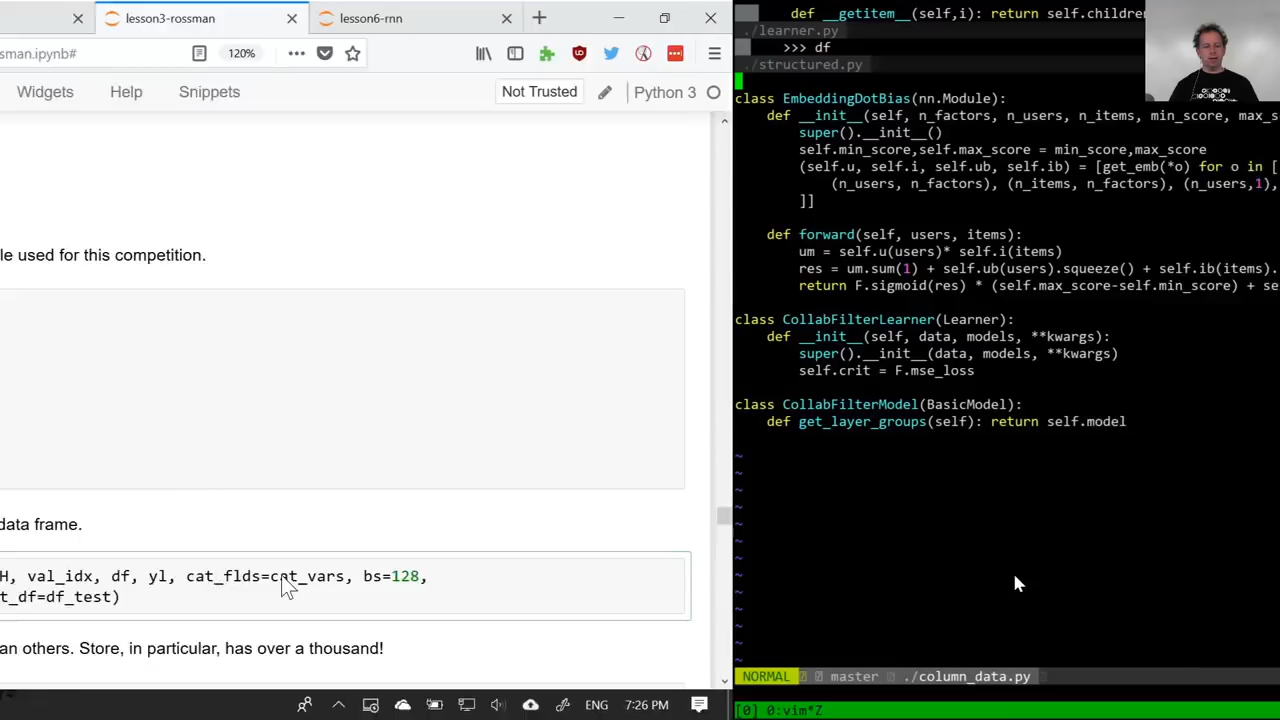 lesson3-rossman
lesson6-rnn
sman.ipynb#
120%
Widgets
Help
Snippets
Not Trusted
Python 3
le used for this competition.
data frame.
H, val_idx, df, yl, cat_flds=cat_vars, bs=128,
t_df=df_test)
an others. Store, in particular, has over a thousand!
ENG
7:26 PM
def __getitem__(self,i): return self.children
./learner.py
>>> df
./structured.py
class EmbeddingDotBias(nn.Module):
def __init__(self, n_factors, n_users, n_items, min_score, max_s
super().__init__()
self.min_score,self.max_score = min_score,max_score
(self.u, self.i, self.ub, self.ib) = [get_emb(*o) for o in [
(n_users, n_factors), (n_items, n_factors), (n_users,1),
]]
def forward(self, users, items):
um = self.u(users)* self.i(items)
res = um.sum(1) + self.ub(users).squeeze() + self.ib(items).
return F.sigmoid(res) * (self.max_score-self.min_score) + se
class CollabFilterLearner(Learner):
def __init__(self, data, models, **kwargs):
super().__init__(data, models, **kwargs)
self.crit = F.mse_loss
class CollabFilterModel(BasicModel):
def get_layer_groups(self): return self.model
~
~
~
~
~
~
~
~
~
~
~
~
~
NORMAL master ./column_data.py
[0] 0:vim*Z